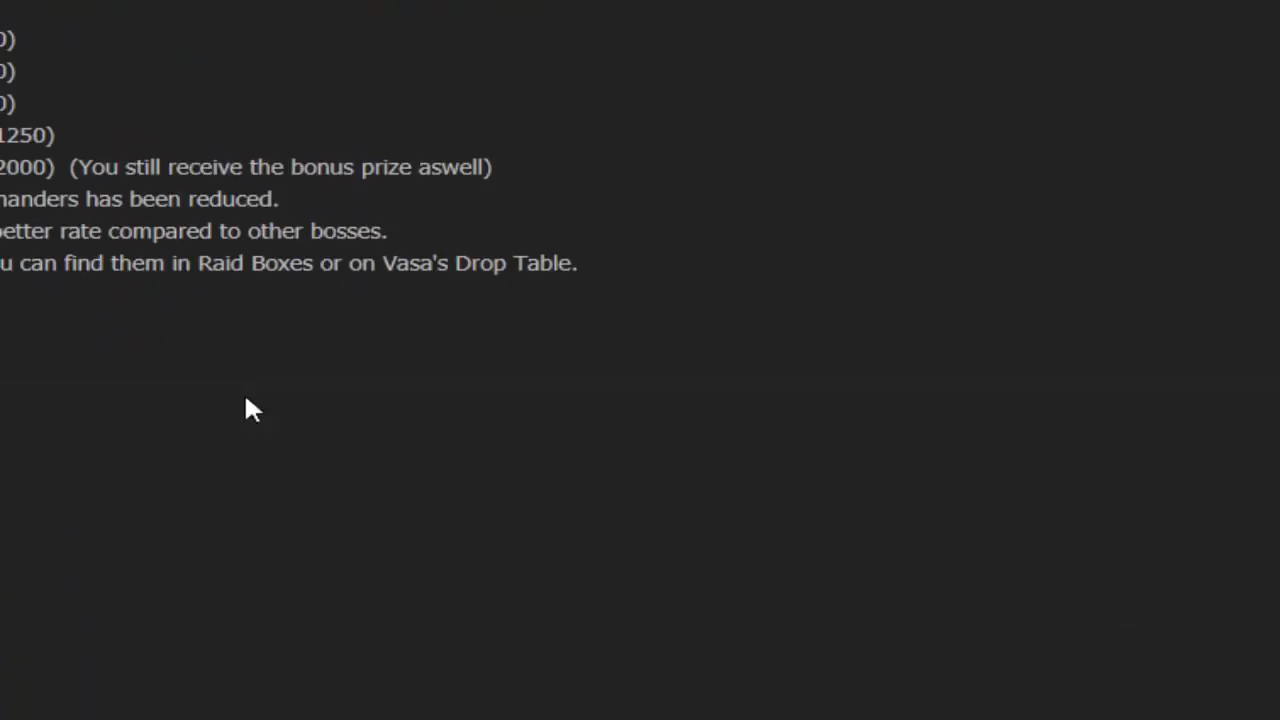 0)
0)
0)
1250)
2000) (You still receive the bonus prize aswell)
has been reduced.
better rate compared to other bosses.
can find them in Raid Boxes or on Vasa's Drop Table.